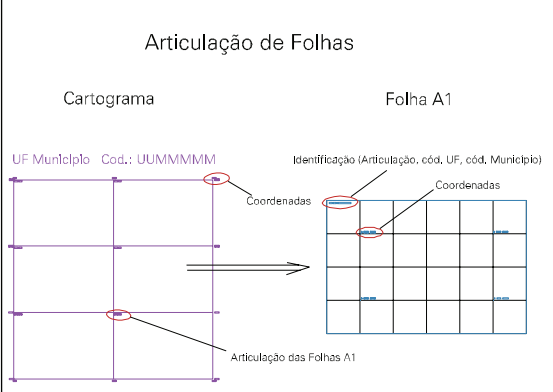 Articulação de Folhas
Cartograma
Folha A1
UF Município Cod.: UUMMMMM
Identificação (Articulação, cód. UF, cód. Município)
Coordenadas
Coordenadas
Articulação das Folhas A1